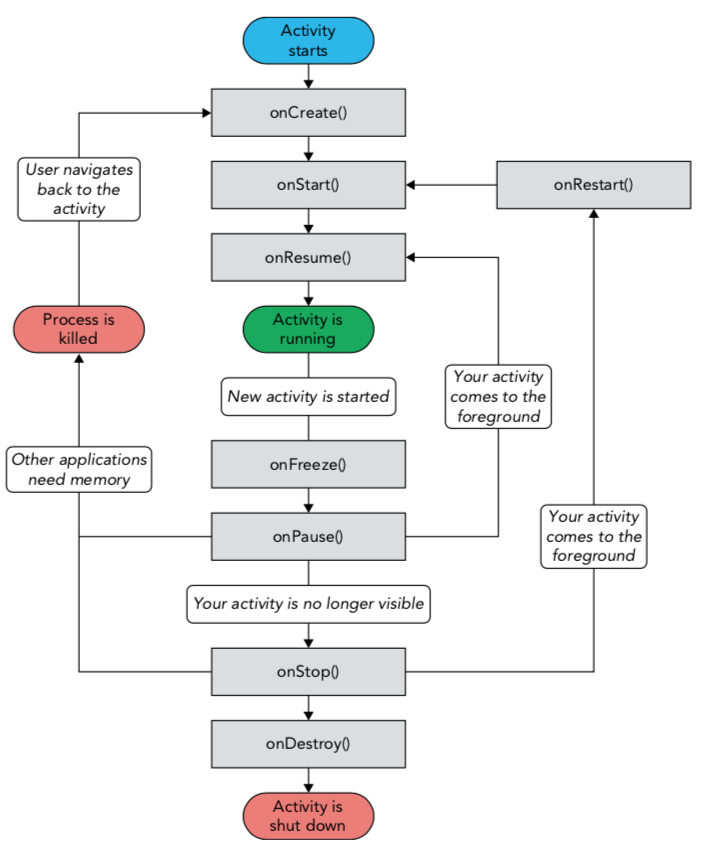 Activity
starts
onCreate()
User navigates
back to the
activity
onStart()
onRestart()
onResume()
Process is
killed
Activity is
running
Your activity
comes to the
foreground
New activity is started
Other applications
need memory
onFreeze()
onPause()
Your activity
comes to the
foreground
Your activity is no longer visible
onStop()
onDestroy()
Activity is
shut down